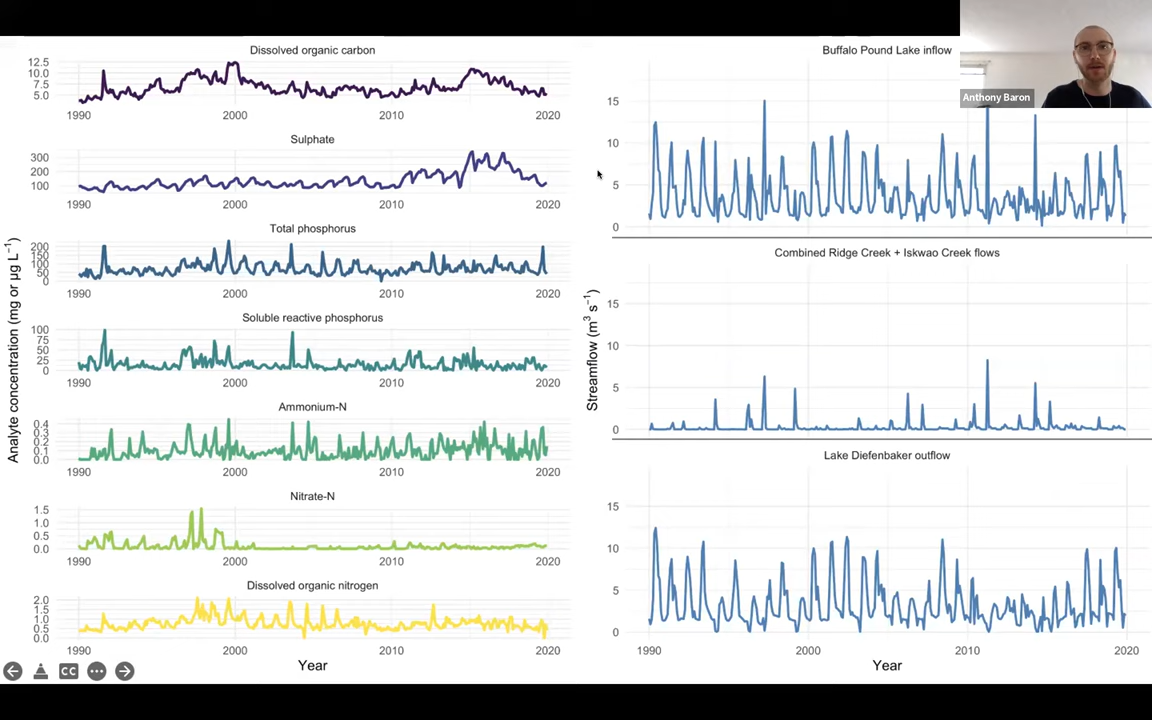 Dissolved organic carbon
12.5
10.0
7.5
5.0
1990 2000 2010 2020
Sulphate
300
200
100
1990 2000 2010 2020
Total phosphorus
200
150
100
50
0
1990 2000 2010 2020
Soluble reactive phosphorus
100
75
50
25
0
1990 2000 2010 2020
Ammonium-N
0.4
0.3
0.2
0.1
0.0
1990 2000 2010 2020
Nitrate-N
1.5
1.0
0.5
0.0
1990 2000 2010 2020
Dissolved organic nitrogen
2.0
1.5
1.0
0.5
0.0
1990 2000 2010 2020
Year
Analyte concentration (mg or µg L⁻¹)
CC
Buffalo Pound Lake inflow
15
10
5
0
Combined Ridge Creek + Iskwao Creek flows
15
10
5
0
Lake Diefenbaker outflow
15
10
5
0
1990 2000 2010 2020
Year
Streamflow (m³ s⁻¹)
Anthony Baron